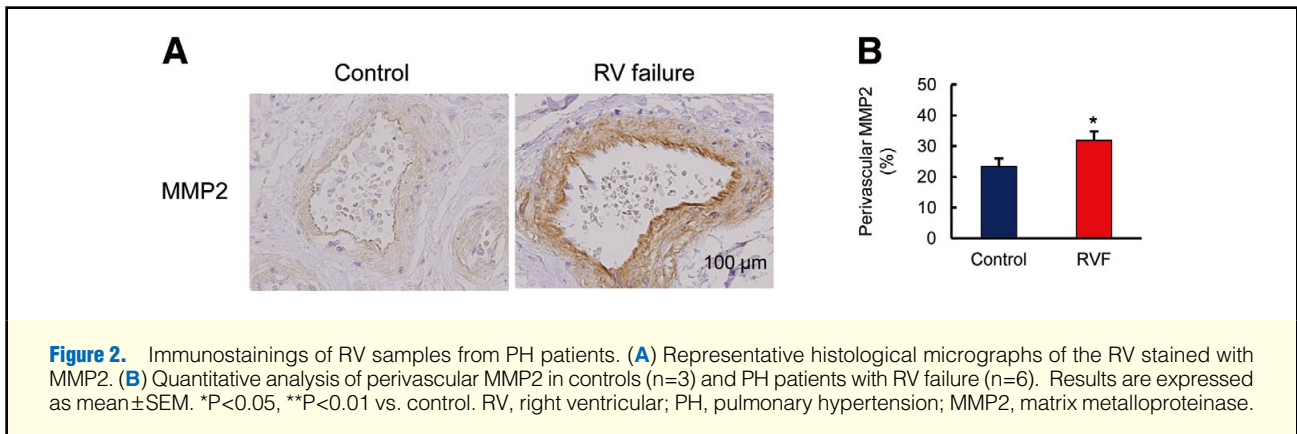 A
Control
RV failure
MMP2
100 µm
B
Perivascular MMP2
(%)
50
40
30
20
10
0
*
Control
RVF
Figure 2. Immunostainings of RV samples from PH patients. (A) Representative histological micrographs of the RV stained with
MMP2. (B) Quantitative analysis of perivascular MMP2 in controls (n=3) and PH patients with RV failure (n=6). Results are expressed
as mean±SEM. *P<0.05, **P<0.01 vs. control. RV, right ventricular; PH, pulmonary hypertension; MMP2, matrix metalloproteinase.